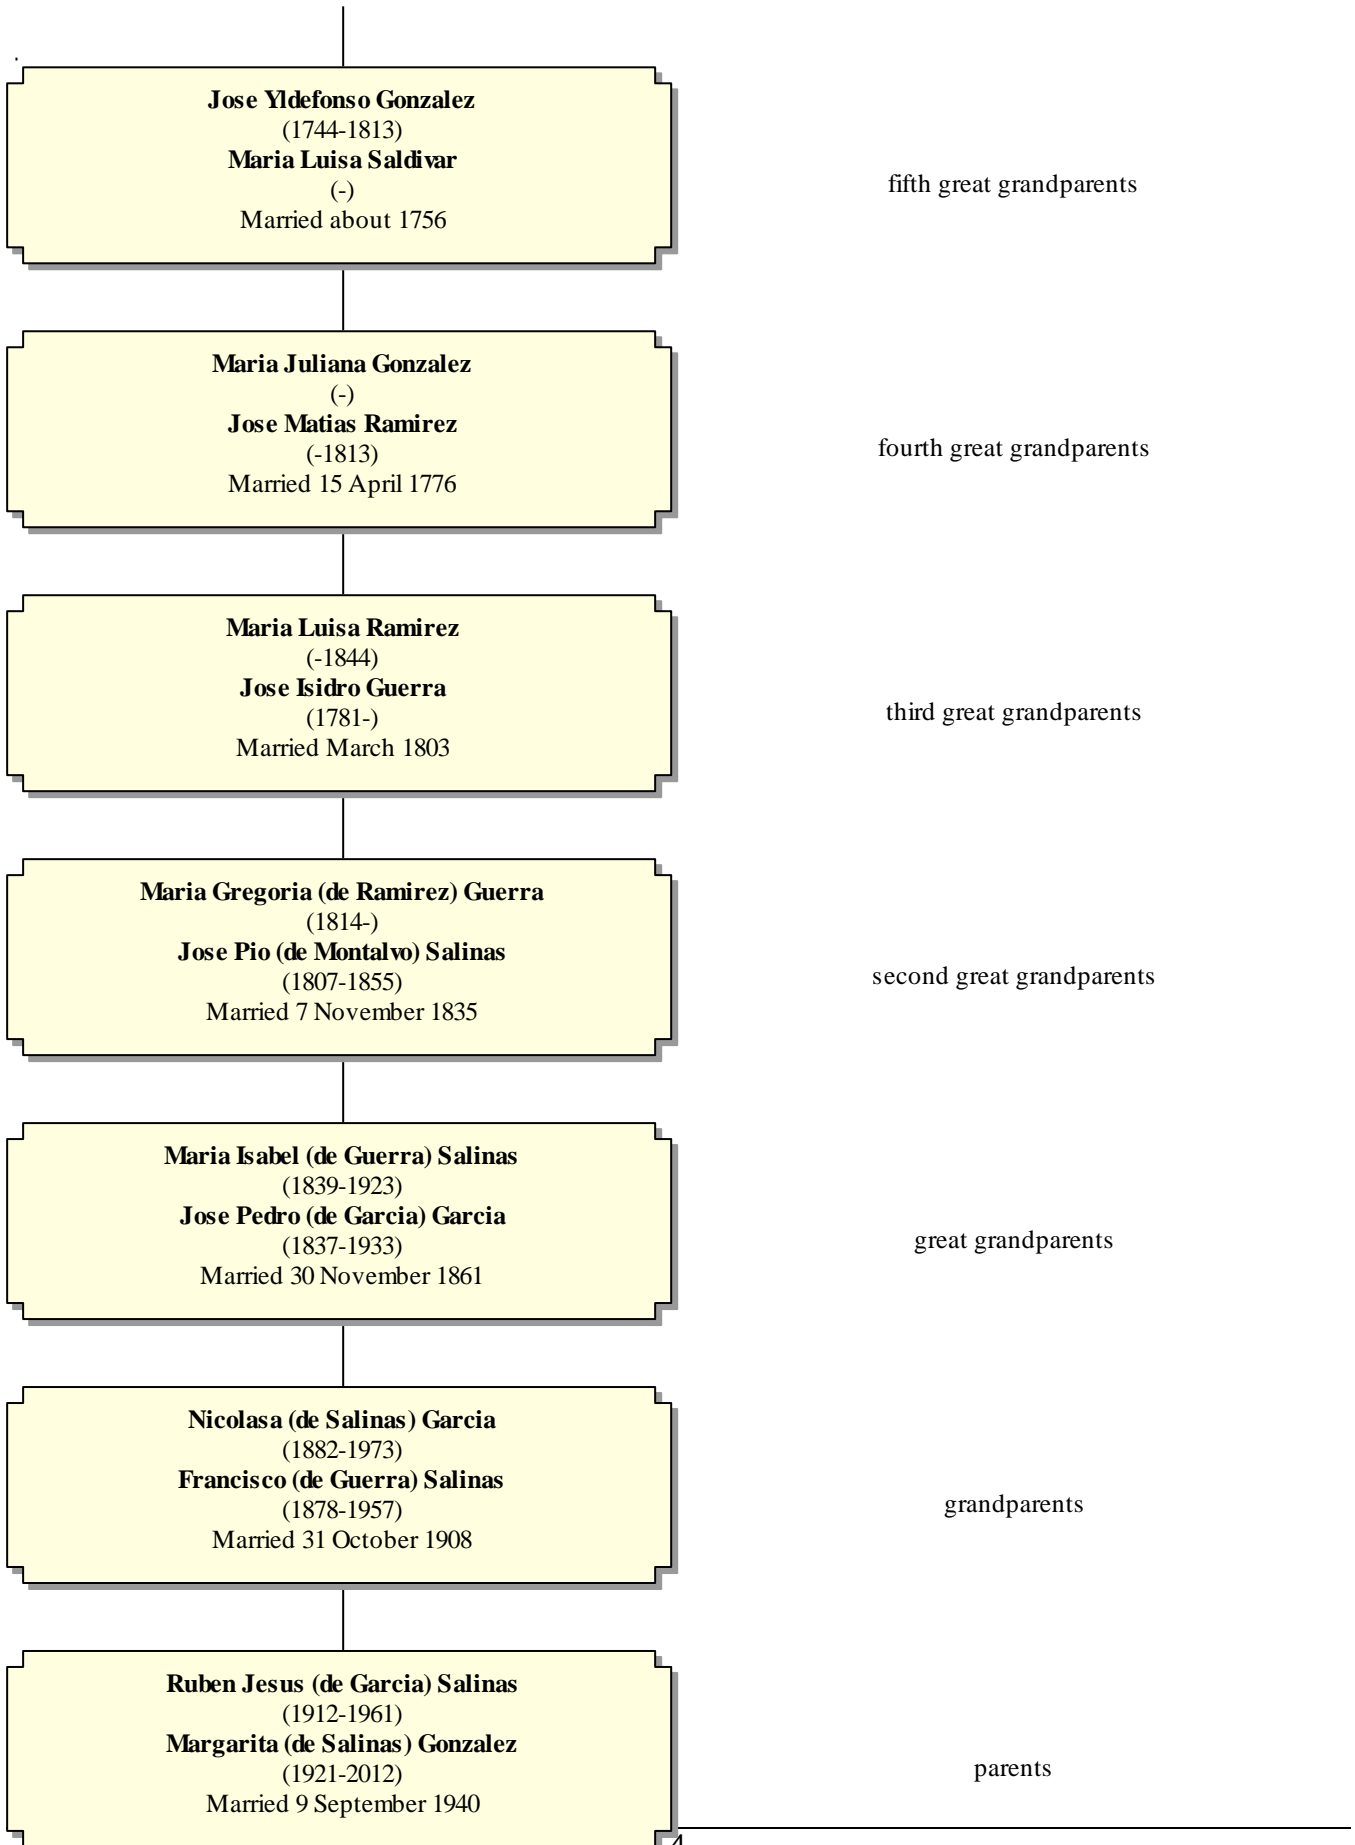 Jose Yldefonso Gonzalez
(1744-1813)
Maria Luisa Saldivar
(-)
Married about 1756
fifth great grandparents
Maria Juliana Gonzalez
(-)
Jose Matias Ramirez
(-1813)
Married 15 April 1776
fourth great grandparents
Maria Luisa Ramirez
(-1844)
Jose Isidro Guerra
(1781-)
Married March 1803
third great grandparents
Maria Gregoria (de Ramirez) Guerra
(1814-)
Jose Pio (de Montalvo) Salinas
(1807-1855)
Married 7 November 1835
second great grandparents
Maria Isabel (de Guerra) Salinas
(1839-1923)
Jose Pedro (de Garcia) Garcia
(1837-1933)
Married 30 November 1861
great grandparents
Nicolasa (de Salinas) Garcia
(1882-1973)
Francisco (de Guerra) Salinas
(1878-1957)
Married 31 October 1908
grandparents
Ruben Jesus (de Garcia) Salinas
(1912-1961)
Margarita (de Salinas) Gonzalez
(1921-2012)
Married 9 September 1940
parents
4